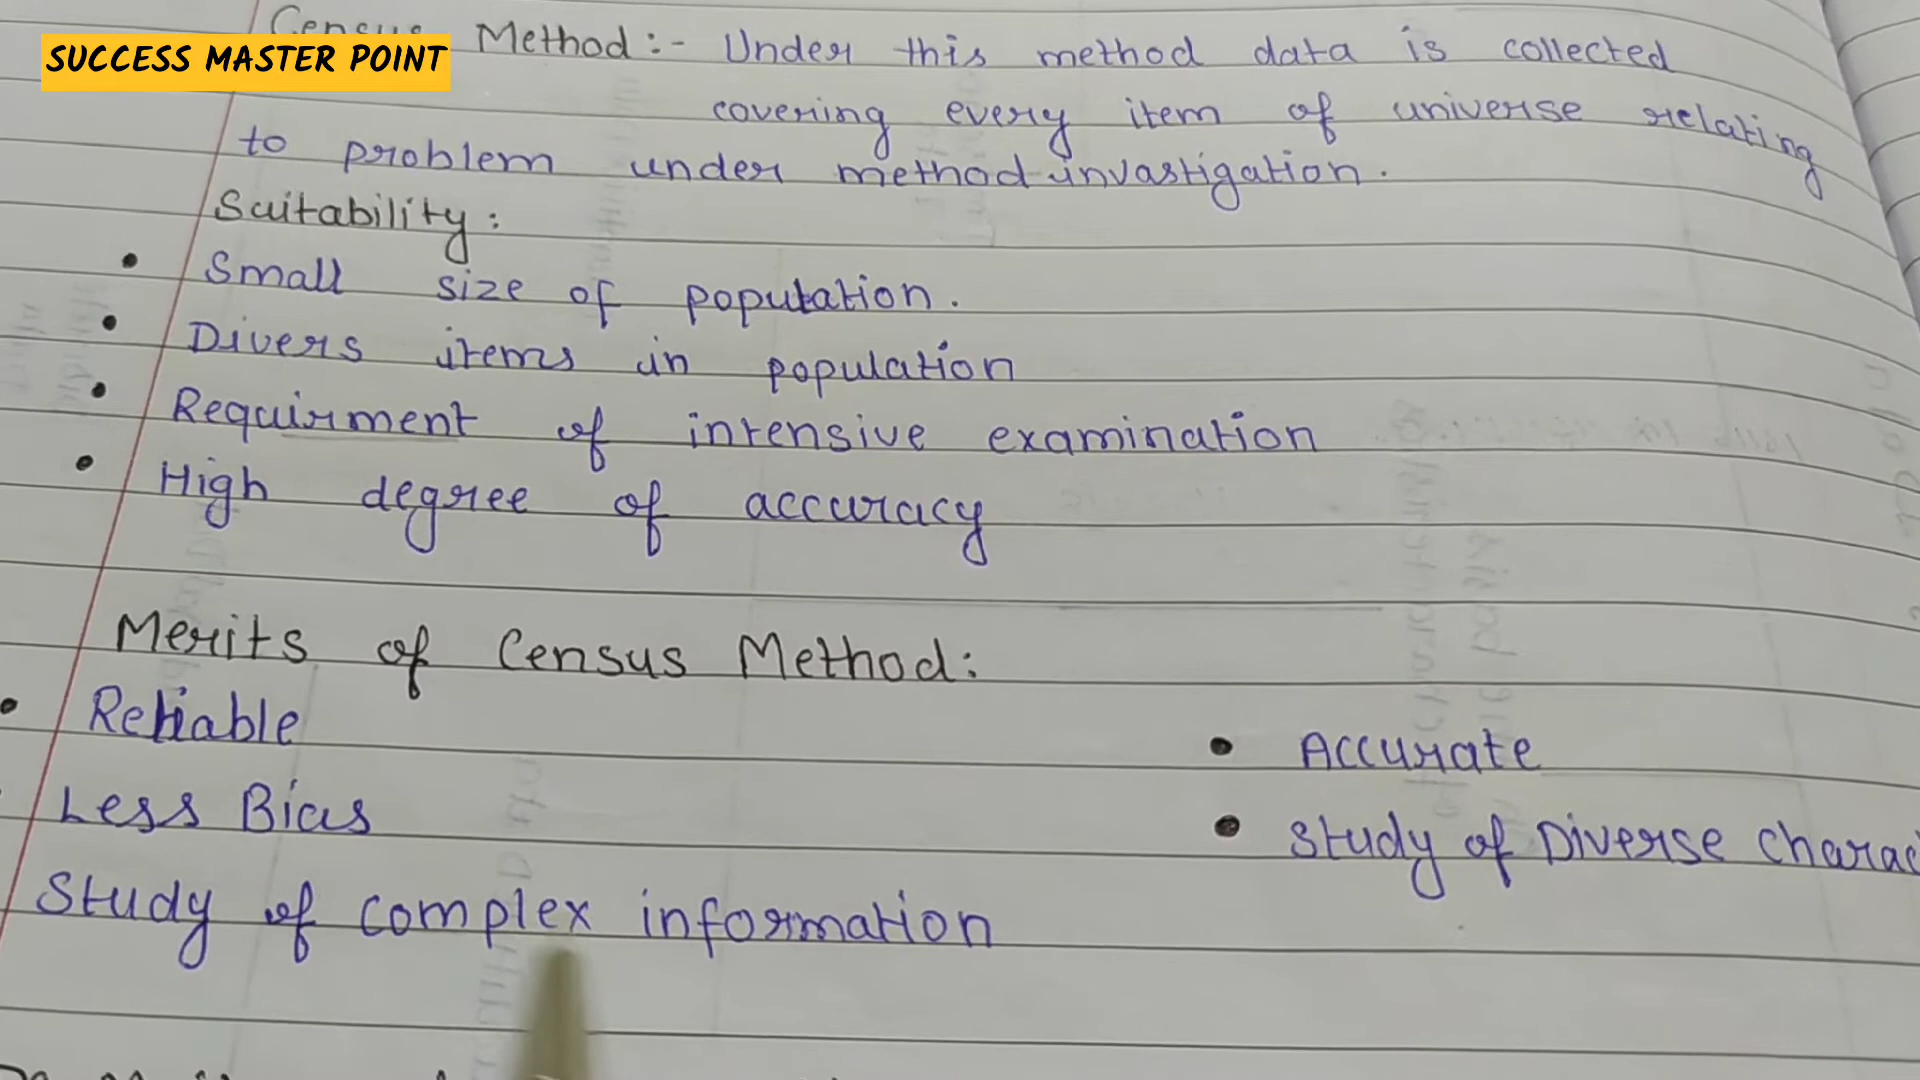 SUCCESS MASTER POINT
Census Method :- Under this method data is collected
covering every item of universe relating
to problem under method invastigation.
Suitability :
• Small size of population.
• Divers items in population
• Requirment of intensive examination
• High degree of accuracy
Merits of Census Method:
• Reliable
• Accurate
Less Bias
• Study of Diverse Charac
Study of complex information